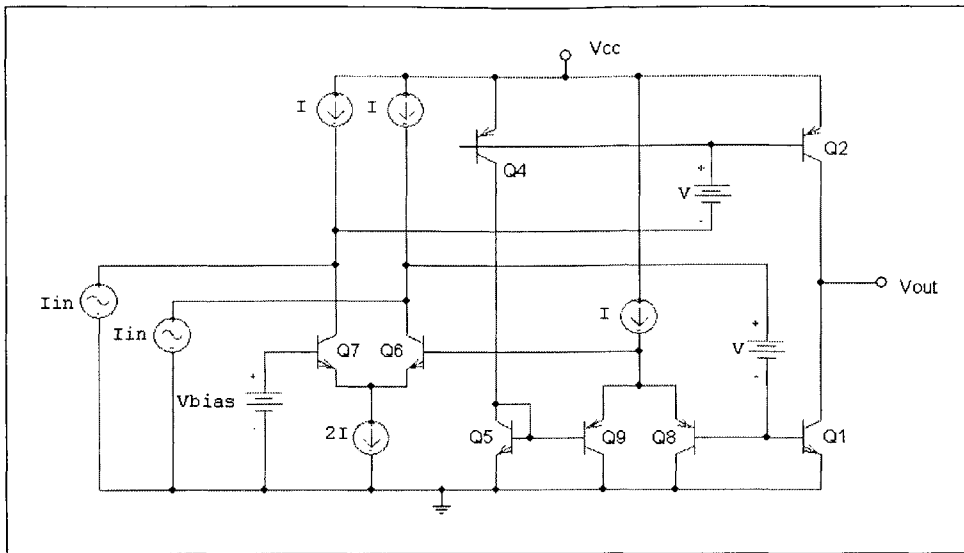 Vcc
I
I
Q4
Q2
+
V
-
Vout
Iin
Iin
I
+
V
-
Q7
Q6
+
Vbias
-
2I
Q5
Q9
Q8
Q1